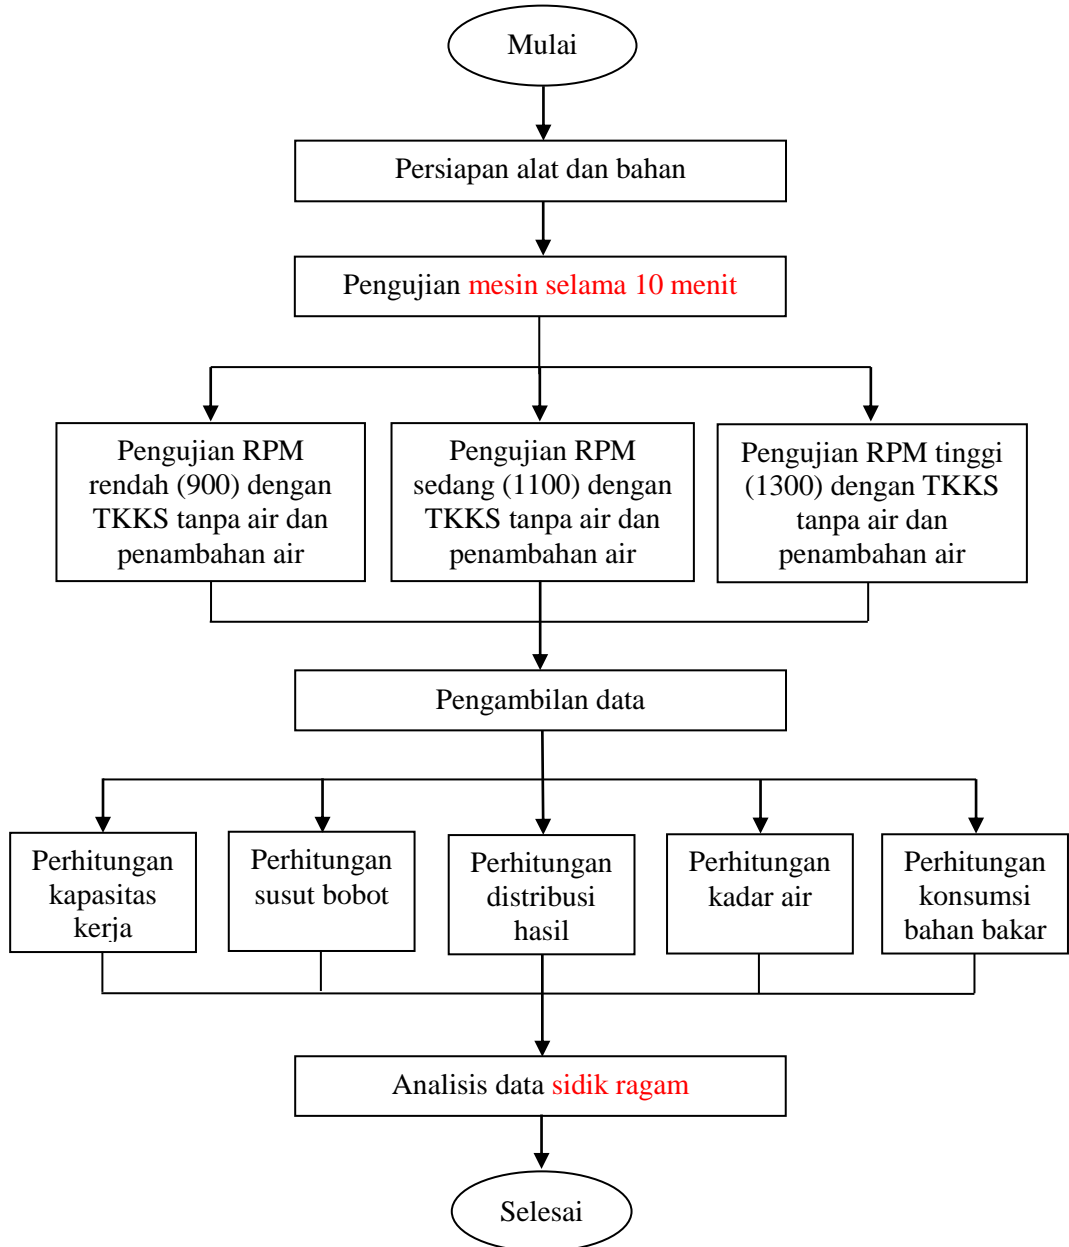 Mulai
Persiapan alat dan bahan
Pengujian mesin selama 10 menit
Pengujian RPM
rendah (900) dengan
TKKS tanpa air dan
penambahan air
Pengujian RPM
sedang (1100) dengan
TKKS tanpa air dan
penambahan air
Pengujian RPM tinggi
(1300) dengan TKKS
tanpa air dan
penambahan air
Pengambilan data
Perhitungan
kapasitas
kerja
Perhitungan
susut bobot
Perhitungan
distribusi
hasil
Perhitungan
kadar air
Perhitungan
konsumsi
bahan bakar
Analisis data sidik ragam
Selesai